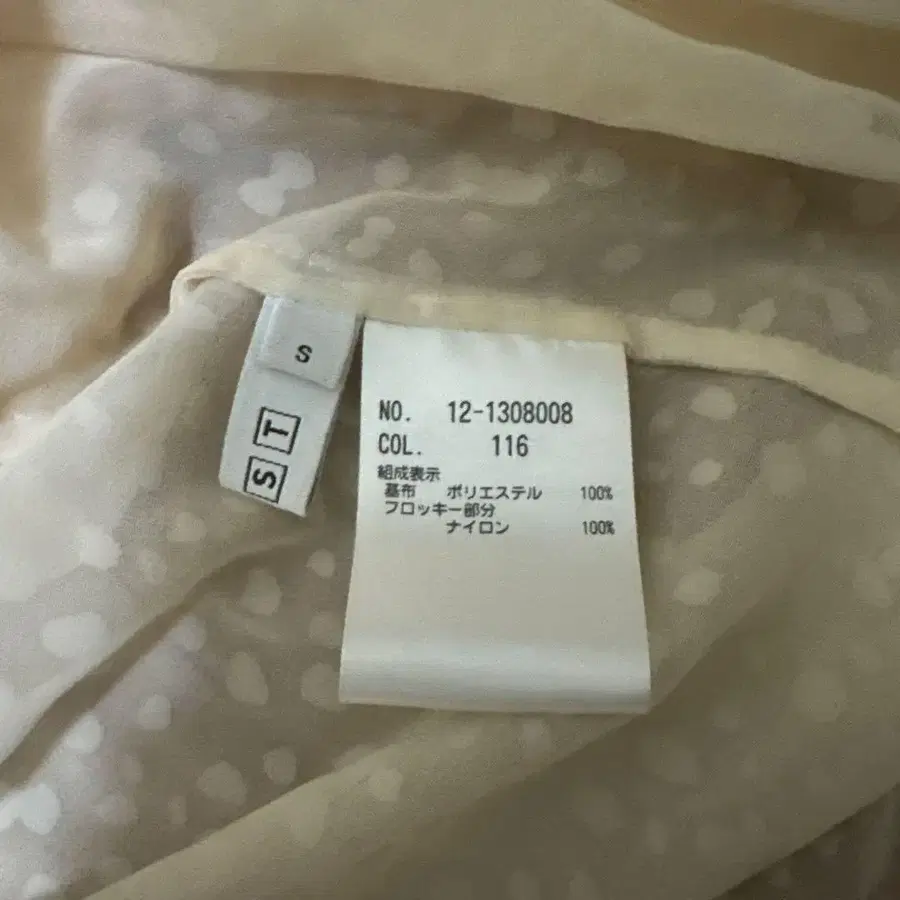 S
T
S
NO. 12-1308008
COL. 116
組成表示
基布 ポリエステル 100%
フロッキー部分
ナイロン 100%